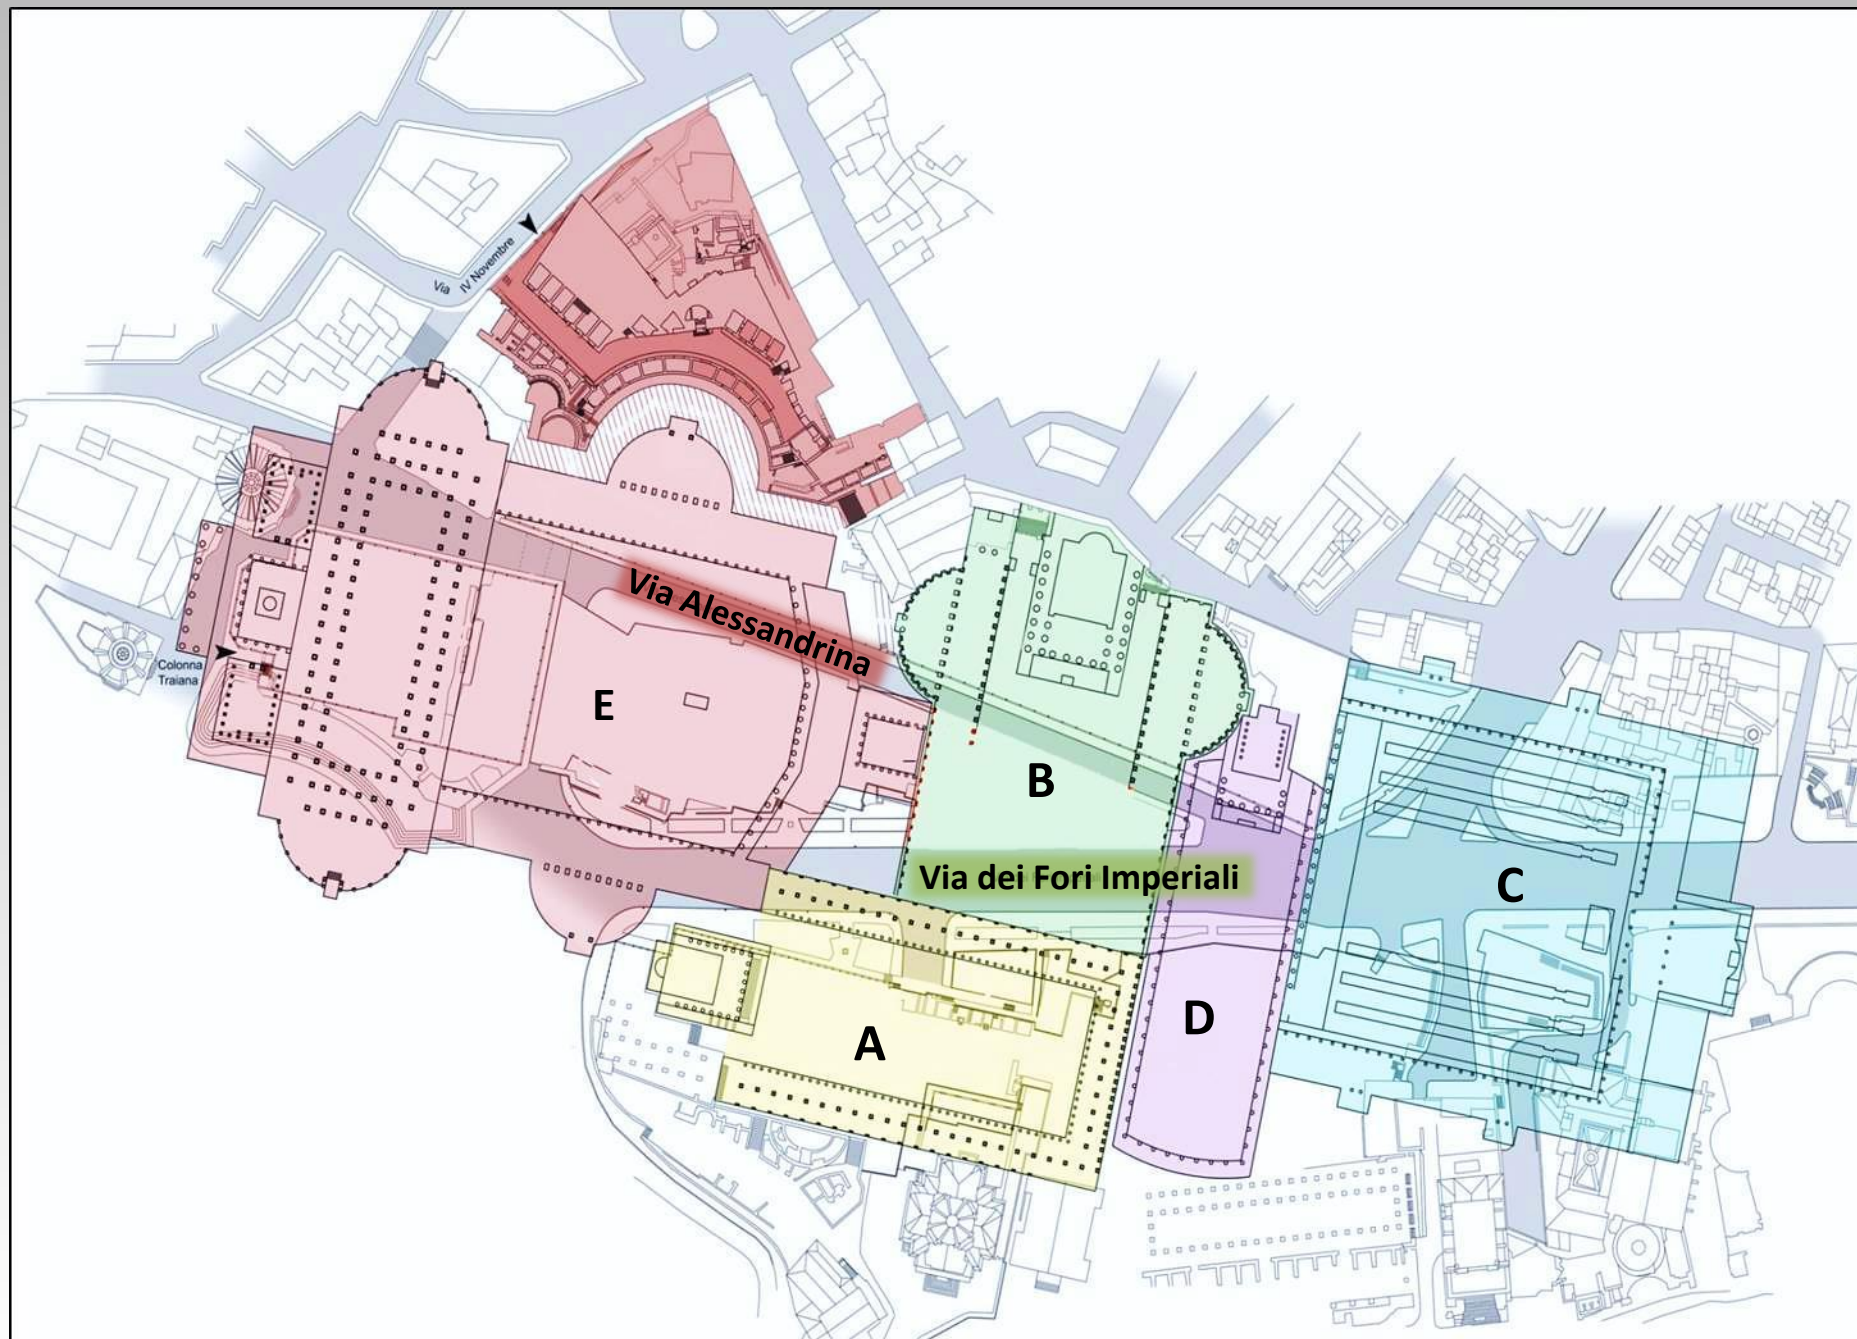 Via IV Novembre
Via Alessandrina
Colonna
Traiana
E
B
Via dei Fori Imperiali
C
D
A